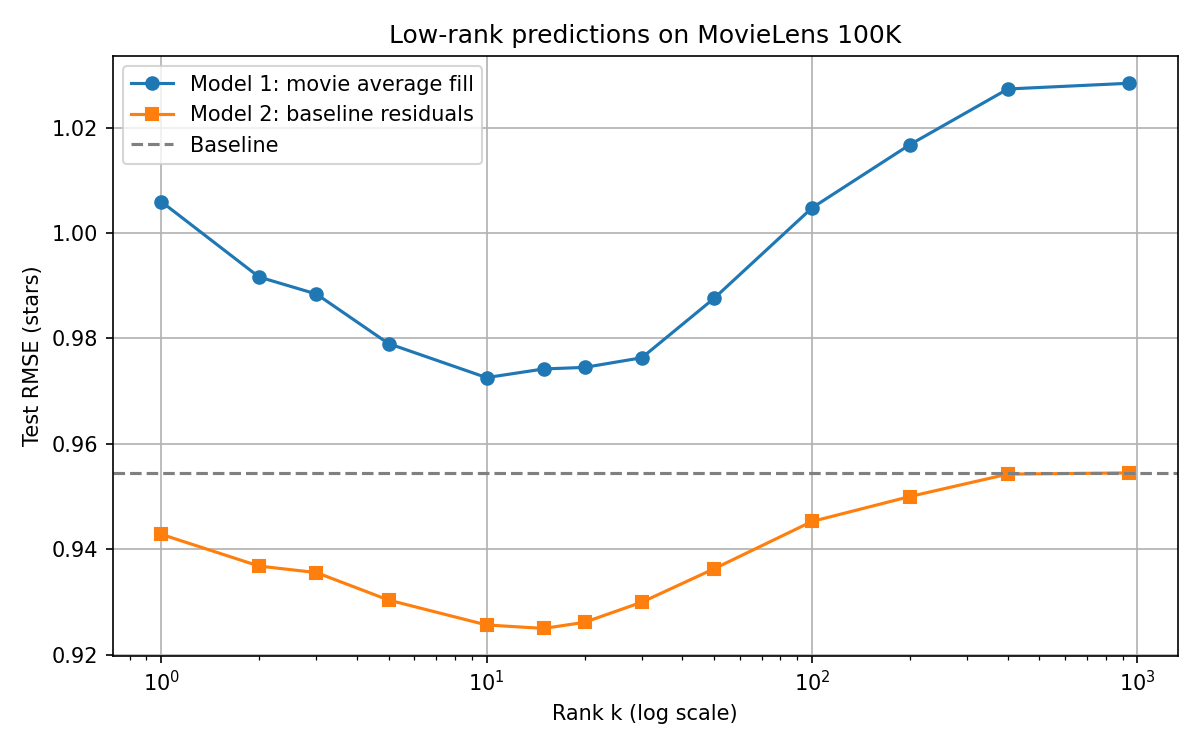 Low-rank predictions on MovieLens 100K
Model 1: movie average fill
Model 2: baseline residuals
Baseline
Test RMSE (stars)
1.02
1.00
0.98
0.96
0.94
0.92
10⁰
10¹
10²
10³
Rank k (log scale)